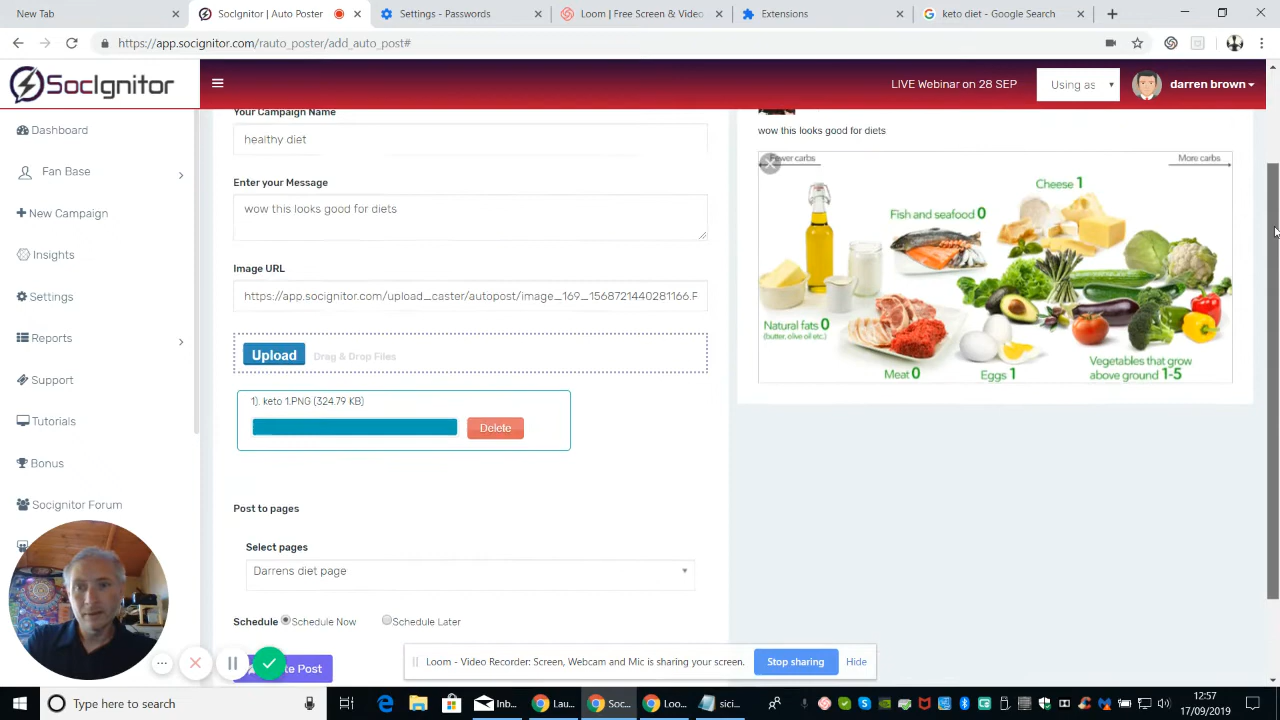 New Tab
SocIgnitor | Auto Poster
Settings - Passwords
Loom | Free Screen & Video
Extensions
keto diet - Google Search
https://app.socignitor.com/rauto_poster/add_auto_post#
SocIgnitor
LIVE Webinar on 28 SEP
Using as
darren brown
Dashboard
Fan Base
New Campaign
Insights
Settings
Reports
Support
Tutorials
Bonus
Socignitor Forum
Your Campaign Name
healthy diet
Enter your Message
wow this looks good for diets
Image URL
https://app.socignitor.com/upload_caster/autopost/image_169_1568721440281166.P
Upload
Drag & Drop Files
1). keto 1.PNG (324.79 KB)
Delete
Post to pages
Select pages
Darrens diet page
Schedule
Schedule Now
Schedule Later
Post
wow this looks good for diets
Fewer carbs
More carbs
Cheese 1
Fish and seafood 0
Natural fats 0
(butter, olive oil etc.)
Meat 0
Eggs 1
Vegetables that grow
above ground 1-5
Loom - Video Recorder: Screen, Webcam and Mic is sharing your screen.
Stop sharing
Hide
Type here to search
Inb...
Lau...
Soc...
Loo...
sici...
12:57
17/09/2019